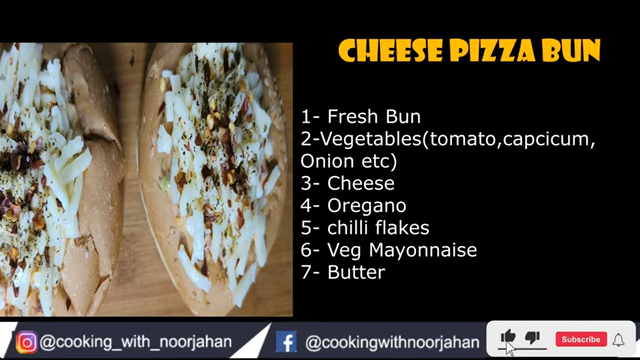 CHEESE PIZZA BUN
1- Fresh Bun
2-Vegetables(tomato,capcicum,
Onion etc)
3- Cheese
4- Oregano
5- chilli flakes
6- Veg Mayonnaise
7- Butter
@cooking_with_noorjahan
@cookingwithnoorjahan
Subscribe